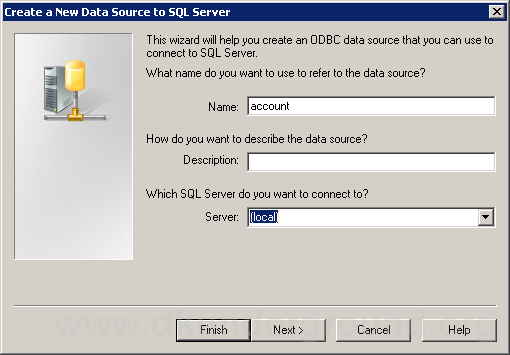 Create a New Data Source to SQL Server
This wizard will help you create an ODBC data source that you can use to
connect to SQL Server.
What name do you want to use to refer to the data source?
Name: account
How do you want to describe the data source?
Description:
Which SQL Server do you want to connect to?
Server: (local)
Finish Next > Cancel Help